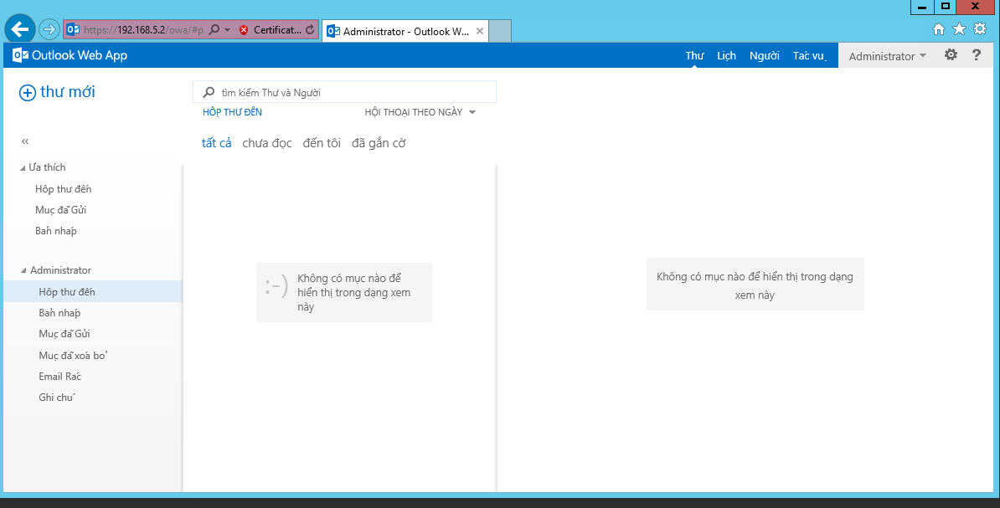 https://192.168.5.2/owa/#p
Certificat...
Administrator - Outlook W...
Outlook Web App
Thư Lịch Người Tác vụ
Administrator
?
thư mới
tìm kiếm Thư và Người
HỘP THƯ ĐẾN
HỘI THOẠI THEO NGÀY
«
tất cả chưa đọc đến tôi đã gắn cờ
Ưa thích
Hộp thư đến
Mục đã Gửi
Bản nháp
Administrator
Hộp thư đến
Bản nháp
Mục đã Gửi
Mục đã xóa bỏ
Email Rác
Ghi chú
:-)
Không có mục nào để
hiển thị trong dạng xem
này
Không có mục nào để hiển thị trong dạng
xem này